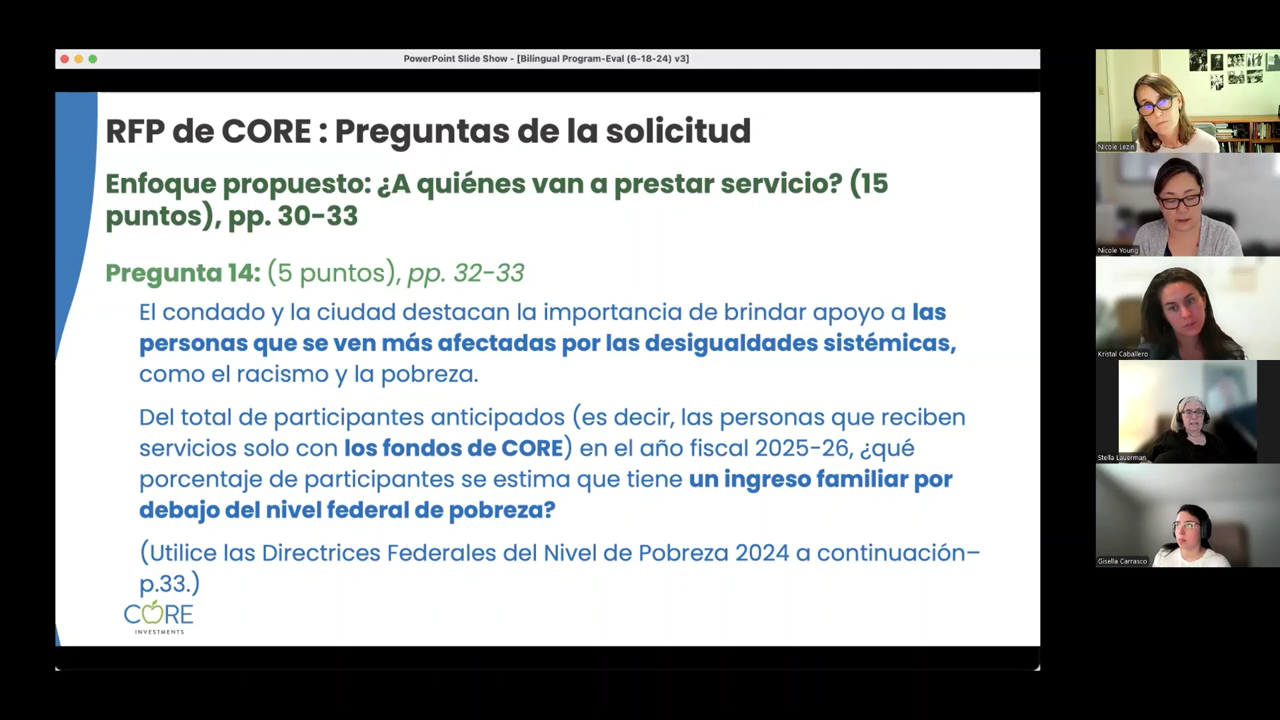 PowerPoint Slide Show - [Bilingual Program-Eval (6-18-24) v3]
RFP de CORE : Preguntas de la solicitud
Enfoque propuesto: ¿A quiénes van a prestar servicio? (15
puntos), pp. 30-33
Pregunta 14: (5 puntos), pp. 32-33
El condado y la ciudad destacan la importancia de brindar apoyo a las
personas que se ven más afectadas por las desigualdades sistémicas,
como el racismo y la pobreza.
Del total de participantes anticipados (es decir, las personas que reciben
servicios solo con los fondos de CORE) en el año fiscal 2025-26, ¿qué
porcentaje de participantes se estima que tiene un ingreso familiar por
debajo del nivel federal de pobreza?
(Utilice las Directrices Federales del Nivel de Pobreza 2024 a continuación–
p.33.)
CORE
INVESTMENTS
Nicole Lezin
Nicole Young
Kristal Caballero
Stella Lauerman
Gisella Carrasco